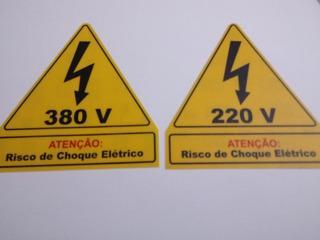 380 V
ATENÇÃO:
Risco de Choque Elétrico
220 V
ATENÇÃO:
Risco de Choque Elétrico